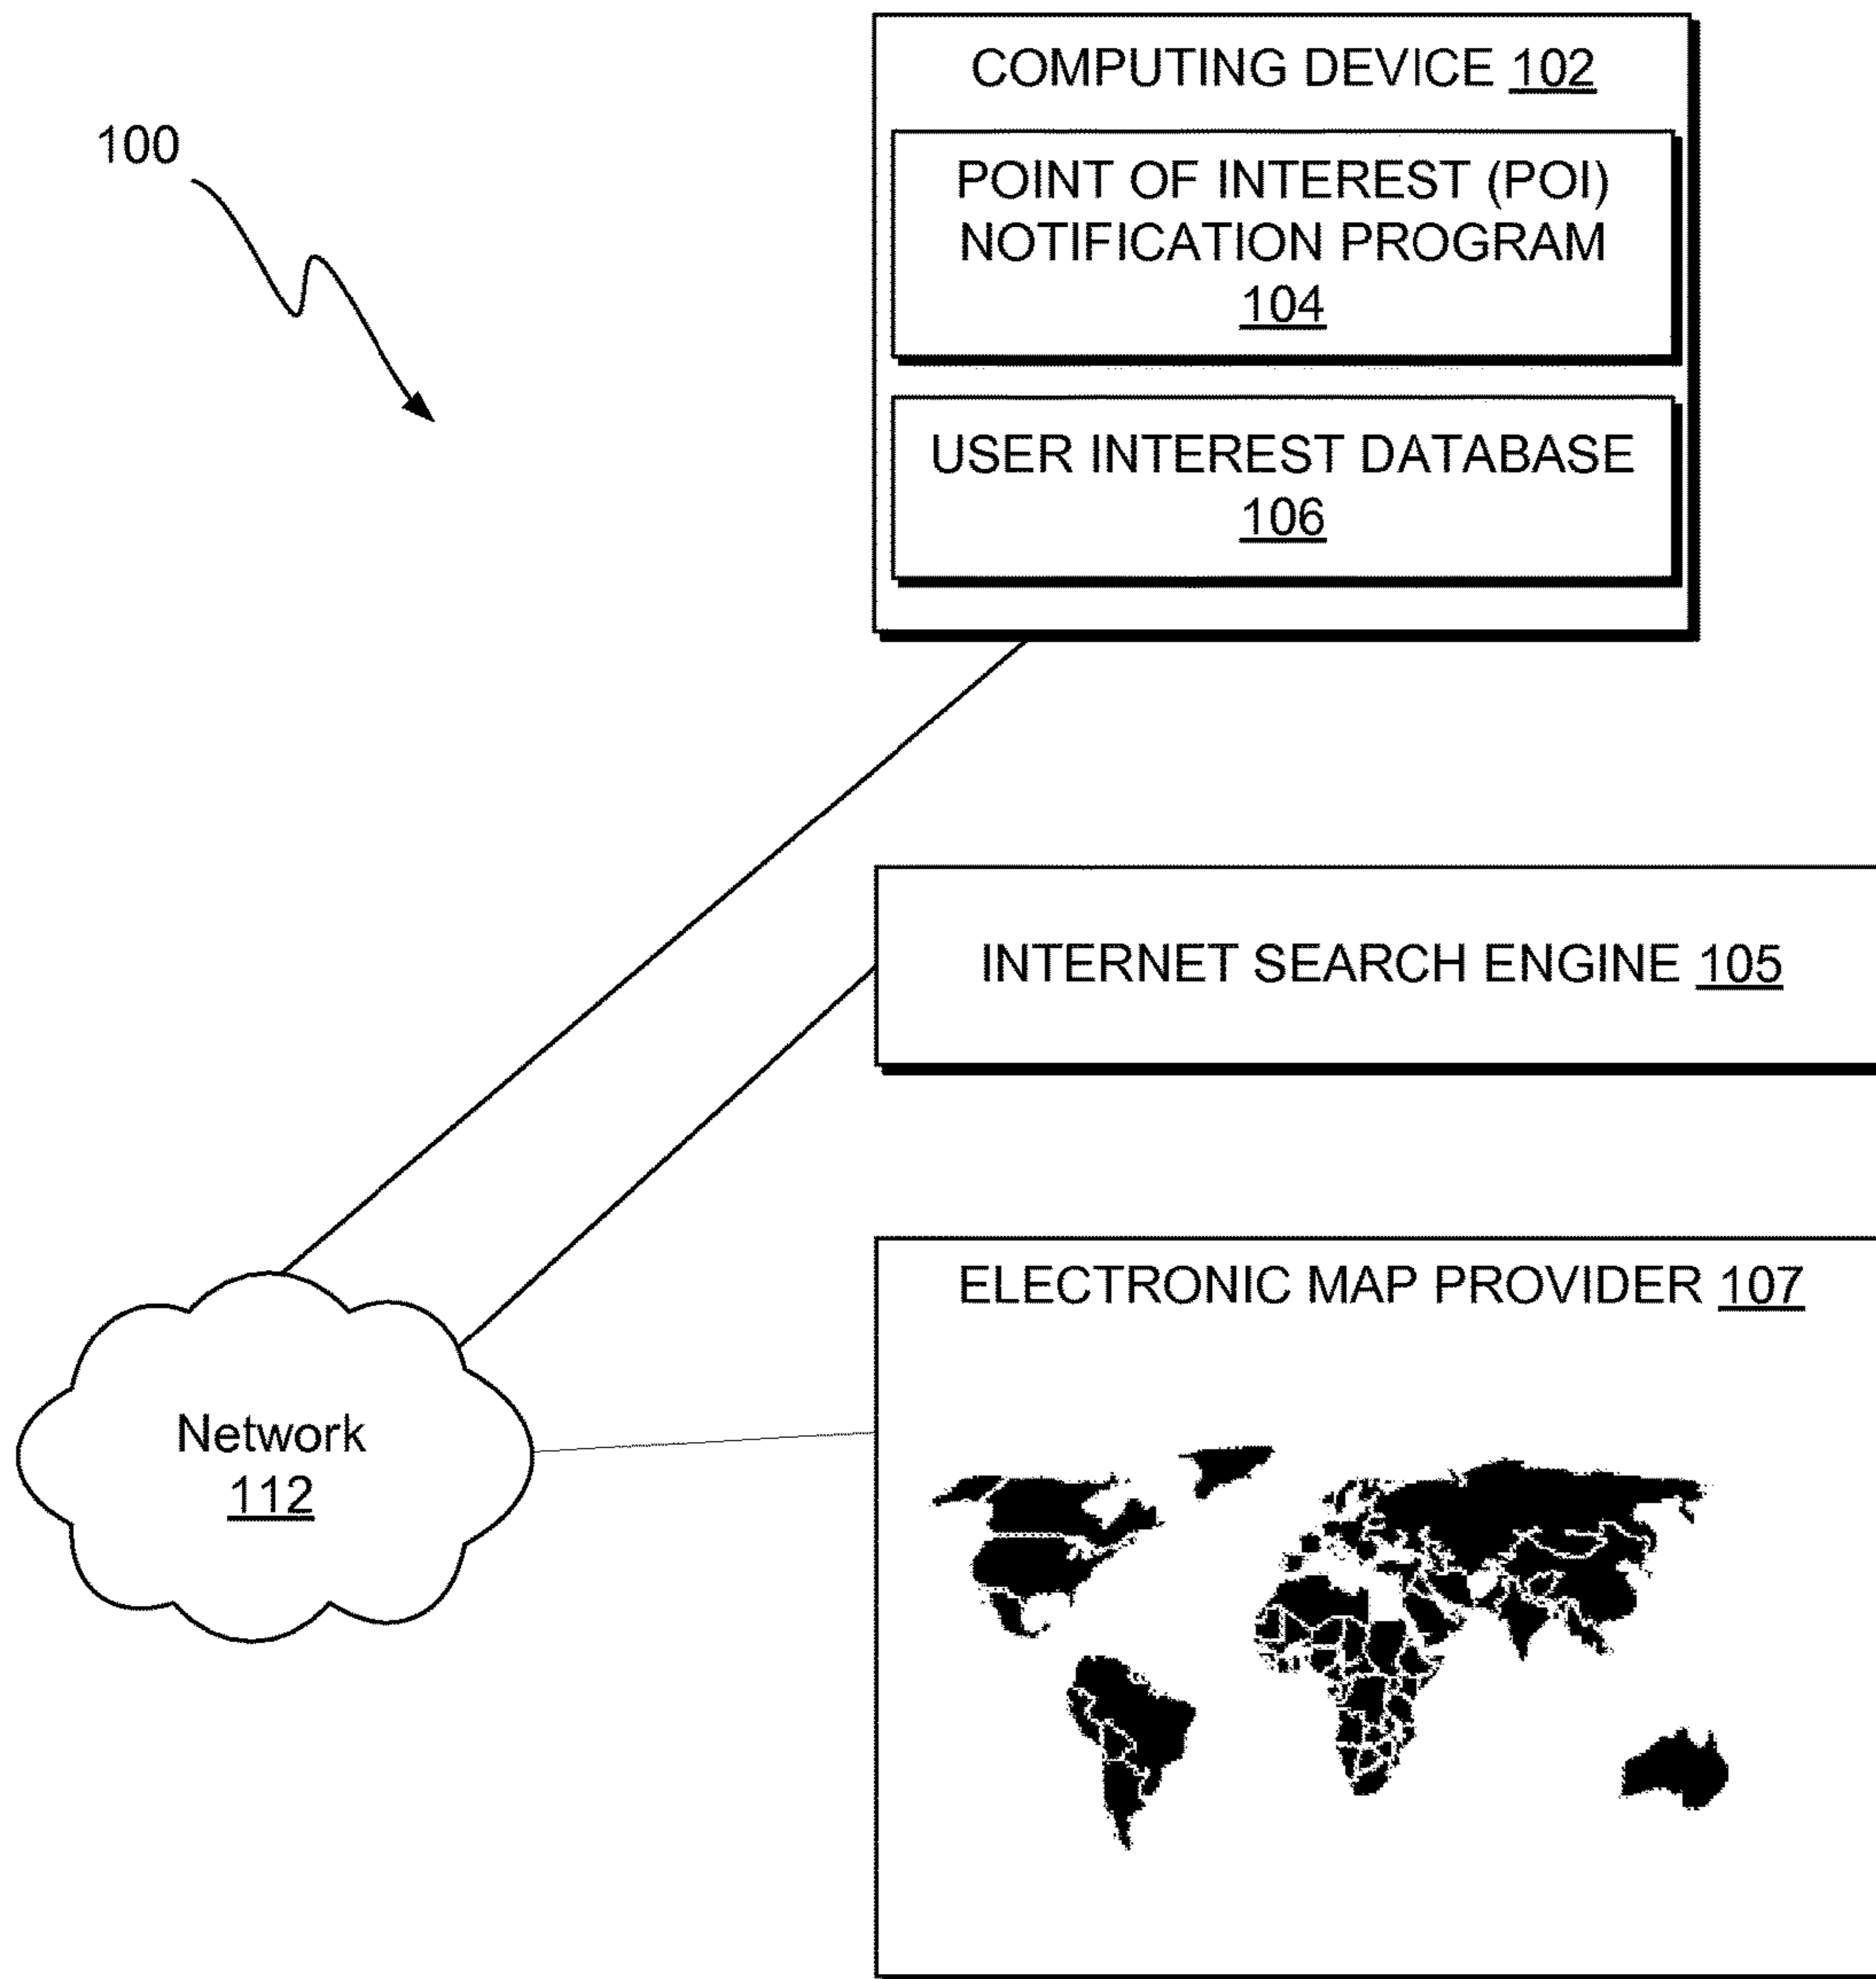 100
COMPUTING DEVICE 102
POINT OF INTEREST (POI)
NOTIFICATION PROGRAM
104
USER INTEREST DATABASE
106
INTERNET SEARCH ENGINE 105
ELECTRONIC MAP PROVIDER 107
Network
112